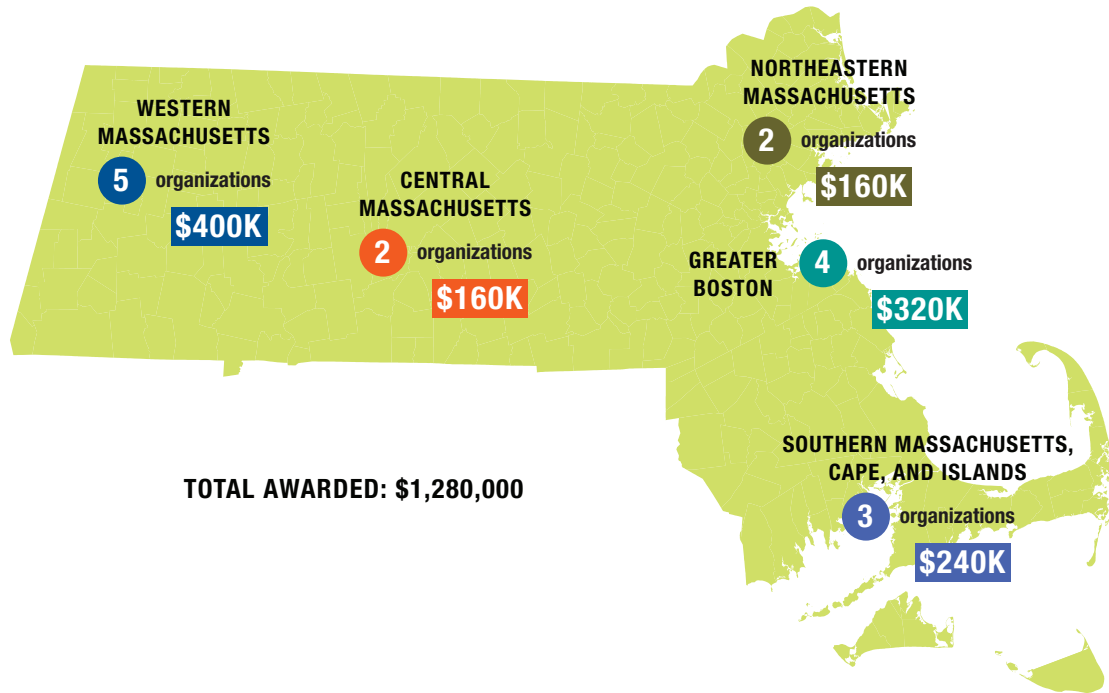 WESTERN
MASSACHUSETTS
5 organizations
$400K
CENTRAL
MASSACHUSETTS
2 organizations
$160K
NORTHEASTERN
MASSACHUSETTS
2 organizations
$160K
GREATER
BOSTON
4 organizations
$320K
SOUTHERN MASSACHUSETTS,
CAPE, AND ISLANDS
3 organizations
$240K
TOTAL AWARDED: $1,280,000